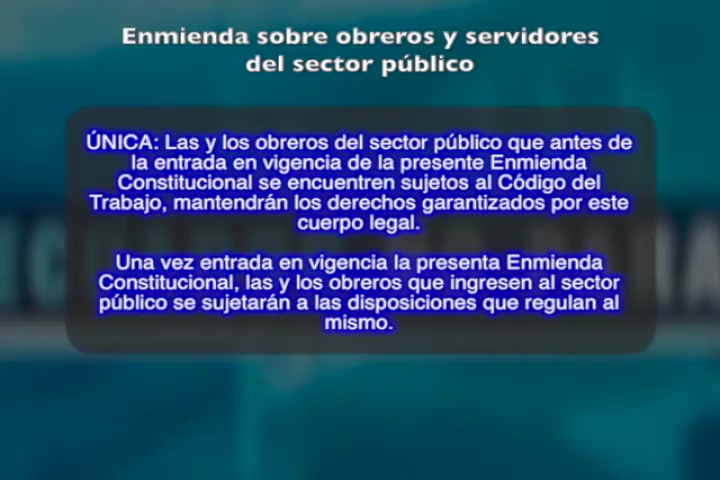 Enmienda sobre obreros y servidores
del sector público
ÚNICA: Las y los obreros del sector público que antes de
la entrada en vigencia de la presente Enmienda
Constitucional se encuentren sujetos al Código del
Trabajo, mantendrán los derechos garantizados por este
cuerpo legal.
Una vez entrada en vigencia la presenta Enmienda
Constitucional, las y los obreros que ingresen al sector
público se sujetarán a las disposiciones que regulan al
mismo.